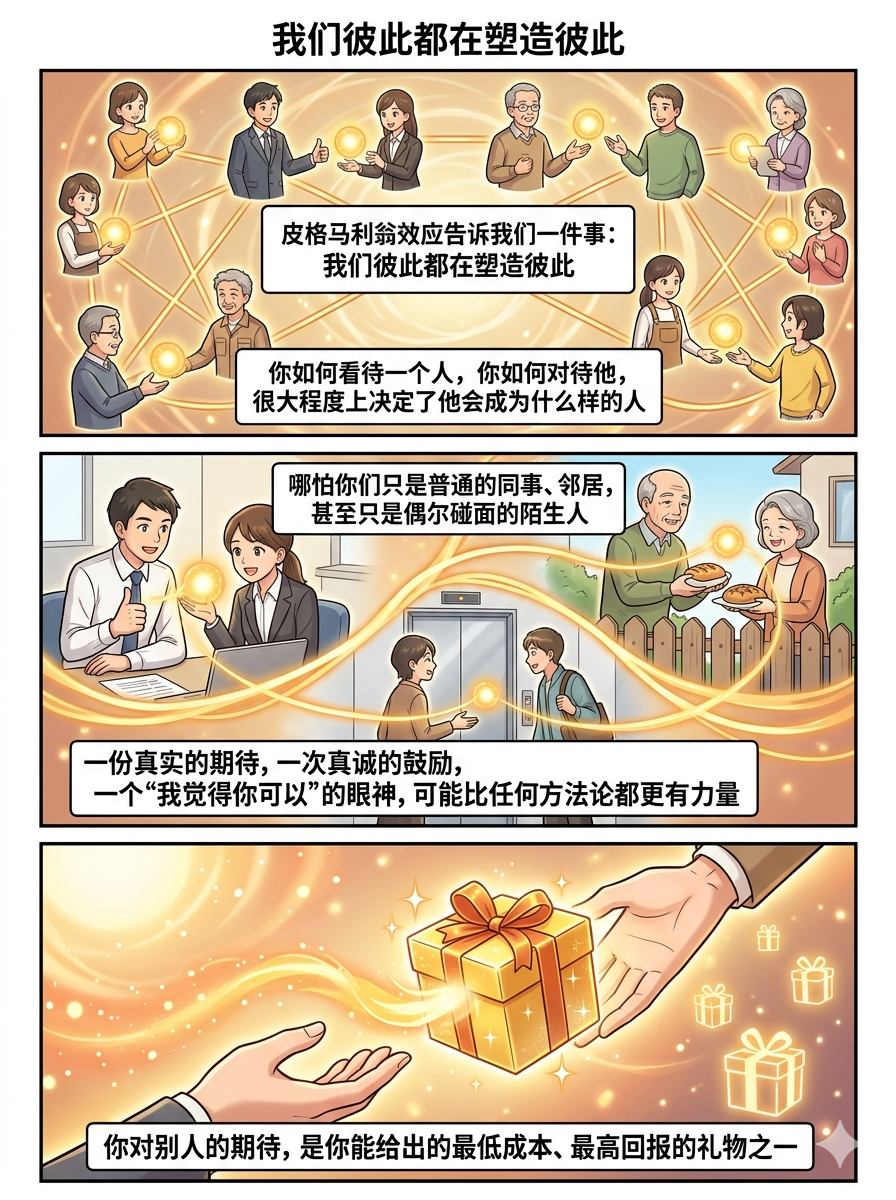 我们彼此都在塑造彼此
皮格马利翁效应告诉我们一件事：
我们彼此都在塑造彼此
你如何看待一个人，你如何对待他，
很大程度上决定了他会成为什么样的人
哪怕你们只是普通的同事、邻居，
甚至只是偶尔碰面的陌生人
一份真实的期待，一次真诚的鼓励，
一个“我觉得你可以”的眼神，可能比任何方法论都更有力量
你对别人的期待，是你能给出的最低成本、最高回报的礼物之一